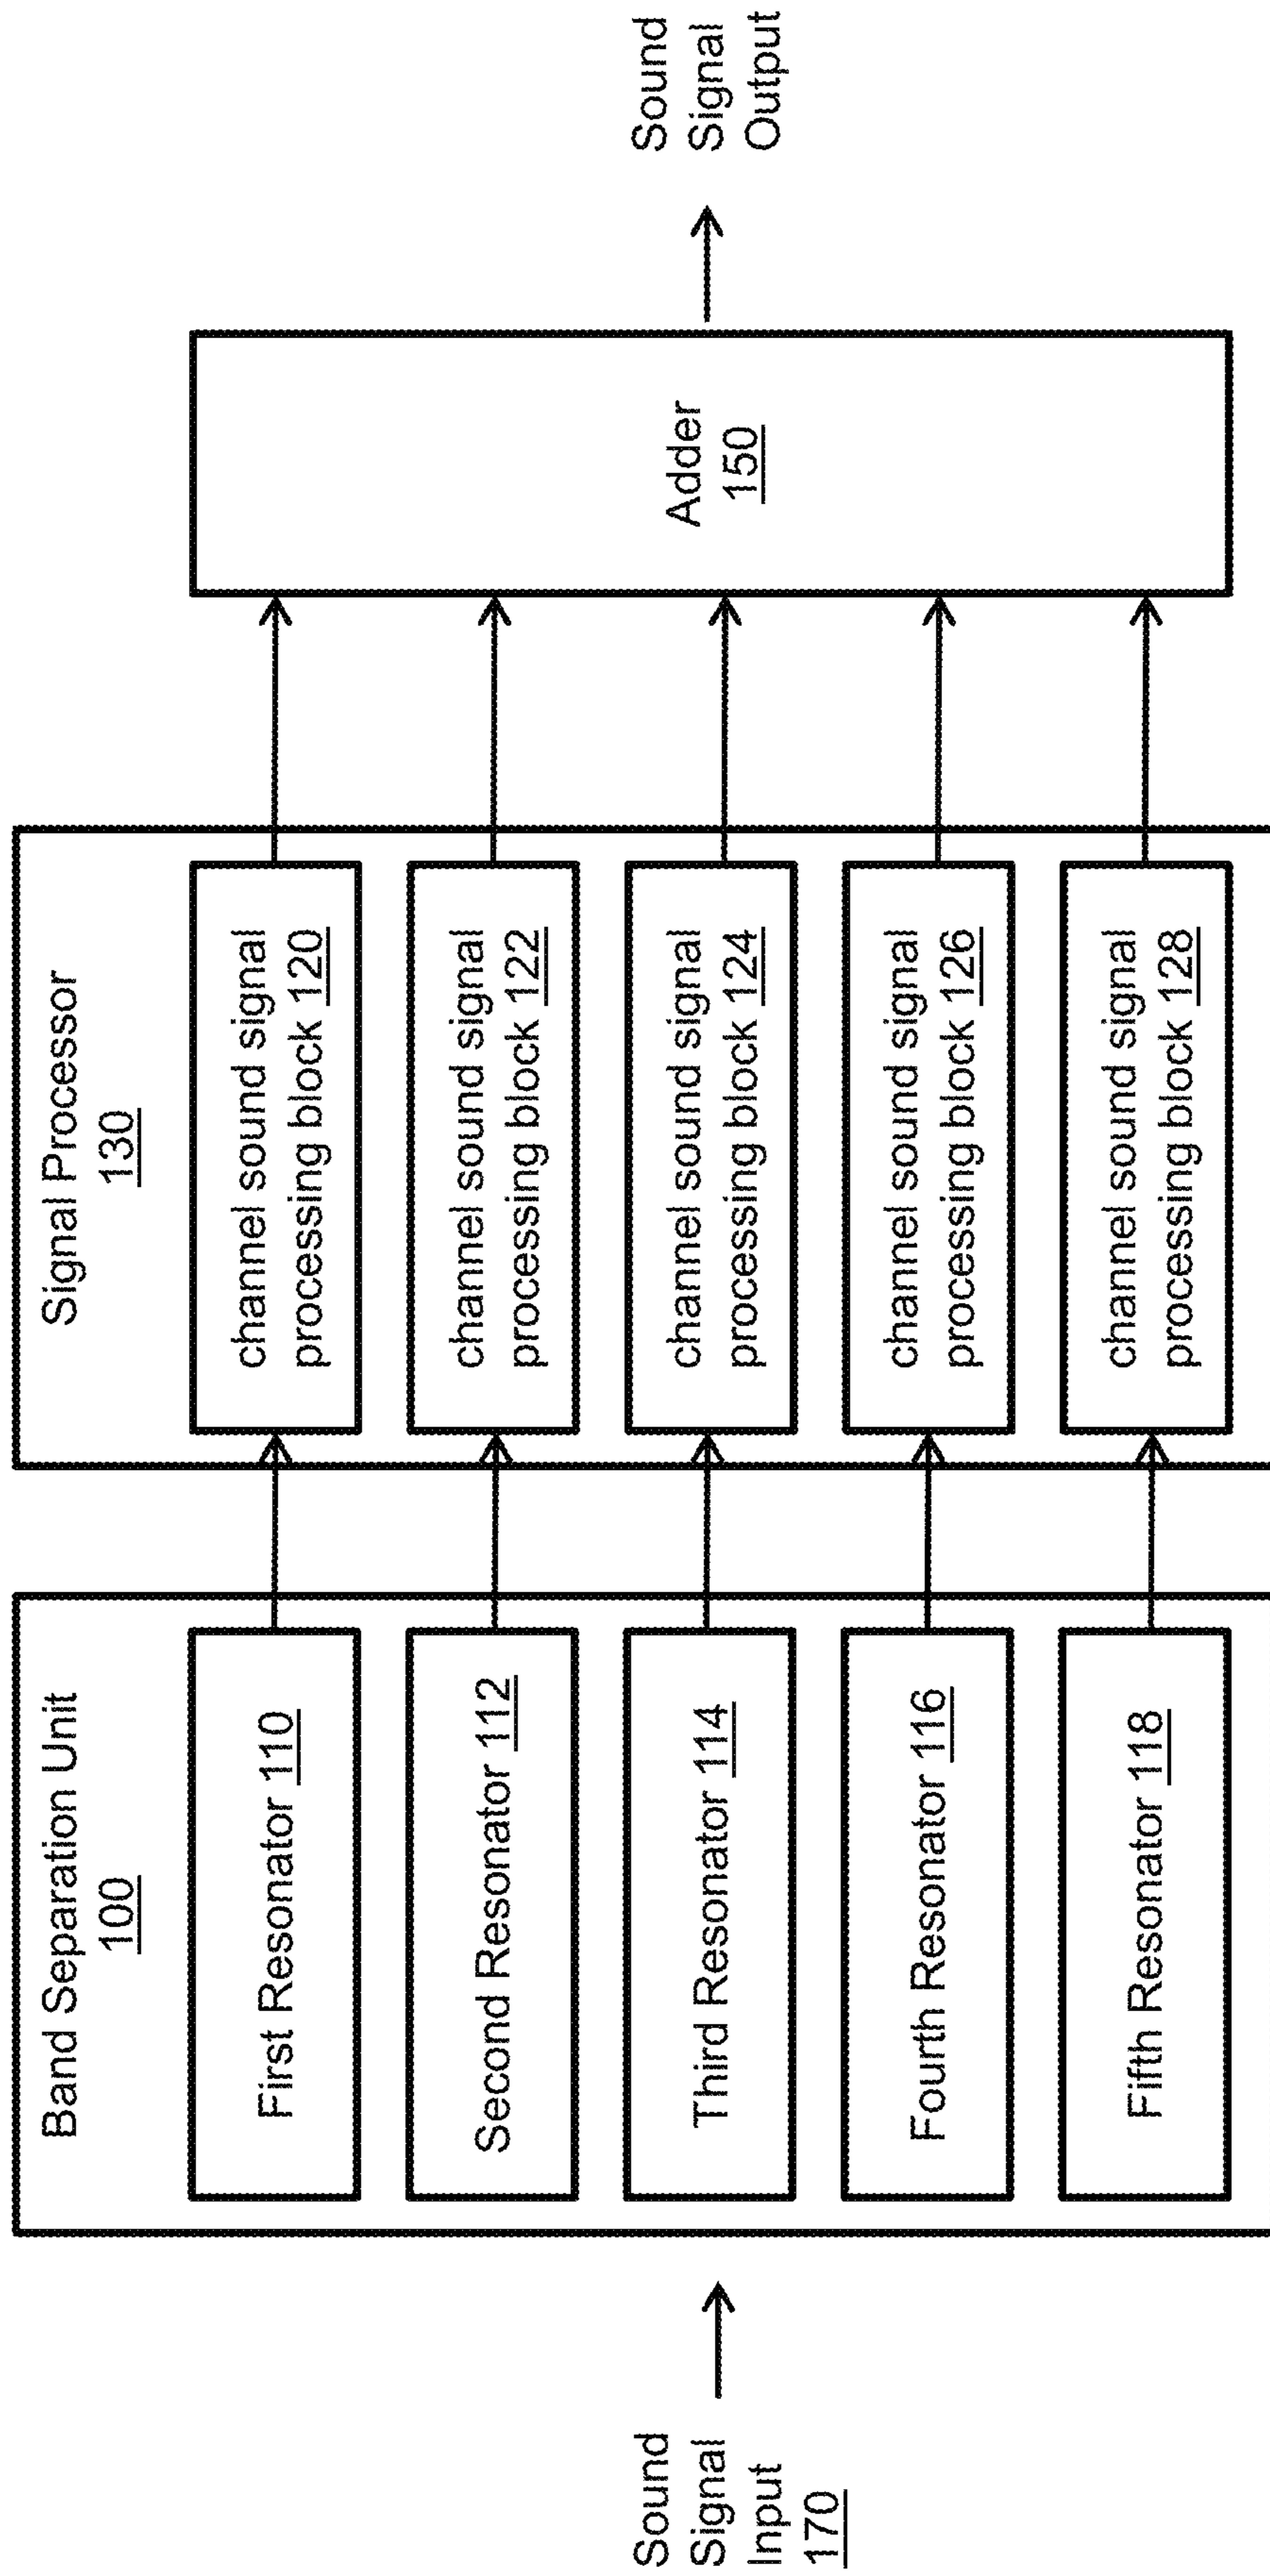 Sound
Signal
Input
170
Band Separation Unit
100
First Resonator 110
Second Resonator 112
Third Resonator 114
Fourth Resonator 116
Fifth Resonator 118
Signal Processor
130
channel sound signal
processing block 120
channel sound signal
processing block 122
channel sound signal
processing block 124
channel sound signal
processing block 126
channel sound signal
processing block 128
Adder
150
Sound
Signal
Output